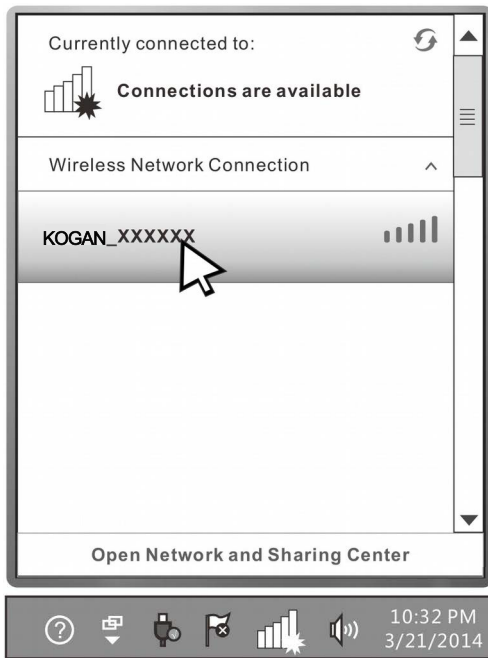 Currently connected to:
Connections are available
Wireless Network Connection
KOGAN_XXXXXX
Open Network and Sharing Center
10:32 PM
3/21/2014